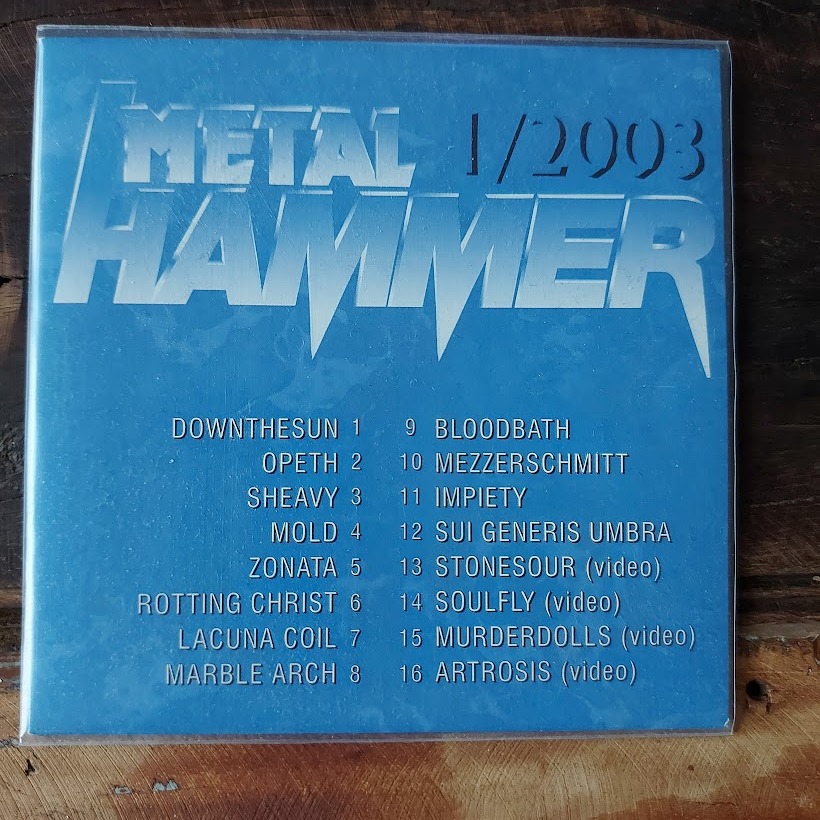 METAL 1/2003
HAMMER
DOWNTHESUN 1
OPETH 2
SHEAVY 3
MOLD 4
ZONATA 5
ROTTING CHRIST 6
LACUNA COIL 7
MARBLE ARCH 8
9 BLOODBATH
10 MEZZERSCHMITT
11 IMPIETY
12 SUI GENERIS UMBRA
13 STONESOUR (video)
14 SOULFLY (video)
15 MURDERDOLLS (video)
16 ARTROSIS (video)